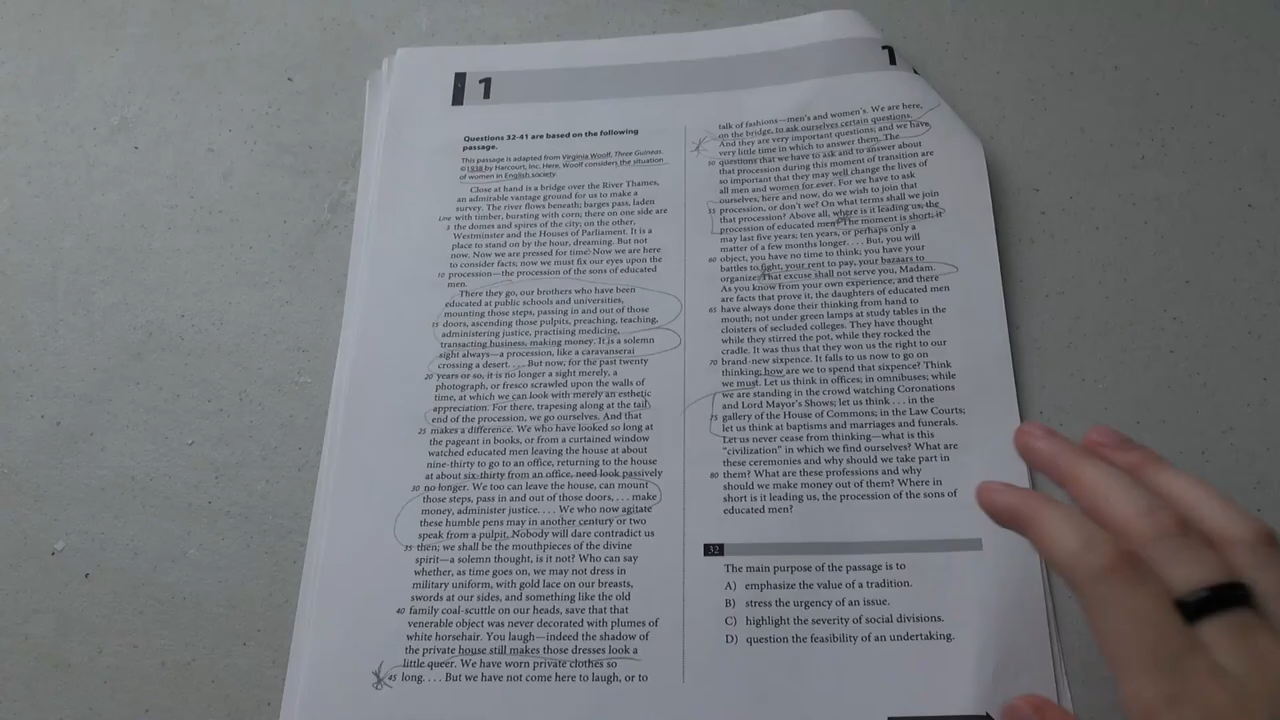 1
1
Questions 32-41 are based on the following
passage.
This passage is adapted from Virginia Woolf, Three Guineas.
©1938 by Harcourt, Inc. Here, Woolf considers the situation
of women in English society.
Close at hand is a bridge over the River Thames,
an admirable vantage ground for us to make a
survey. The river flows beneath; barges pass, laden
Line with timber, bursting with corn; there on one side are
5 the domes and spires of the city; on the other,
Westminster and the Houses of Parliament. It is a
place to stand on by the hour, dreaming. But not
now. Now we are pressed for time. Now we are here
to consider facts; now we must fix our eyes upon the
10 procession—the procession of the sons of educated
men.
There they go, our brothers who have been
educated at public schools and universities,
mounting those steps, passing in and out of those
15 doors, ascending those pulpits, preaching, teaching,
administering justice, practising medicine,
transacting business, making money. It is a solemn
sight always—a procession, like a caravanserai
crossing a desert. . . . But now, for the past twenty
20 years or so, it is no longer a sight merely, a
photograph, or fresco scrawled upon the walls of
time, at which we can look with merely an esthetic
appreciation. For there, trapesing along at the tail
end of the procession, we go ourselves. And that
25 makes a difference. We who have looked so long at
the pageant in books, or from a curtained window
watched educated men leaving the house at about
nine-thirty to go to an office, returning to the house
at about six-thirty from an office, need look passively
30 no longer. We too can leave the house, can mount
those steps, pass in and out of those doors, . . . make
money, administer justice. . . . We who now agitate
these humble pens may in another century or two
speak from a pulpit. Nobody will dare contradict us
35 then; we shall be the mouthpieces of the divine
spirit—a solemn thought, is it not? Who can say
whether, as time goes on, we may not dress in
military uniform, with gold lace on our breasts,
swords at our sides, and something like the old
40 family coal-scuttle on our heads, save that that
venerable object was never decorated with plumes of
white horsehair. You laugh—indeed the shadow of
the private house still makes those dresses look a
little queer. We have worn private clothes so
45 long. . . . But we have not come here to laugh, or to
talk of fashions—men's and women's. We are here,
on the bridge, to ask ourselves certain questions.
And they are very important questions; and we have
very little time in which to answer them. The
50 questions that we have to ask and to answer about
that procession during this moment of transition are
so important that they may well change the lives of
all men and women for ever. For we have to ask
ourselves, here and now, do we wish to join that
55 procession, or don't we? On what terms shall we join
that procession? Above all, where is it leading us, the
procession of educated men? The moment is short; it
may last five years; ten years, or perhaps only a
matter of a few months longer. . . . But, you will
60 object, you have no time to think; you have your
battles to fight, your rent to pay, your bazaars to
organize. That excuse shall not serve you, Madam.
As you know from your own experience, and there
are facts that prove it, the daughters of educated men
65 have always done their thinking from hand to
mouth; not under green lamps at study tables in the
cloisters of secluded colleges. They have thought
while they stirred the pot, while they rocked the
cradle. It was thus that they won us the right to our
70 brand-new sixpence. It falls to us now to go on
thinking; how are we to spend that sixpence? Think
we must. Let us think in offices; in omnibuses; while
we are standing in the crowd watching Coronations
and Lord Mayor's Shows; let us think . . . in the
75 gallery of the House of Commons; in the Law Courts;
let us think at baptisms and marriages and funerals.
Let us never cease from thinking—what is this
“civilization” in which we find ourselves? What are
these ceremonies and why should we take part in
80 them? What are these professions and why
should we make money out of them? Where in
short is it leading us, the procession of the sons of
educated men?
32
The main purpose of the passage is to
A) emphasize the value of a tradition.
B) stress the urgency of an issue.
C) highlight the severity of social divisions.
D) question the feasibility of an undertaking.